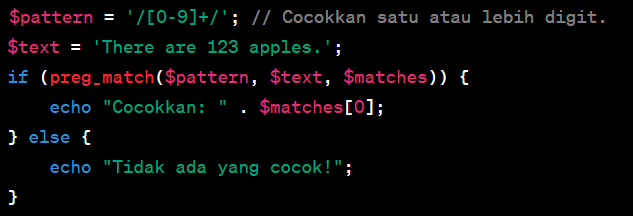 $pattern = '/[0-9]+/'; // Cocokkan satu atau lebih digit.
$text = 'There are 123 apples.';
if (preg_match($pattern, $text, $matches)) {
    echo "Cocokkan: " . $matches[0];
} else {
    echo "Tidak ada yang cocok!";
}